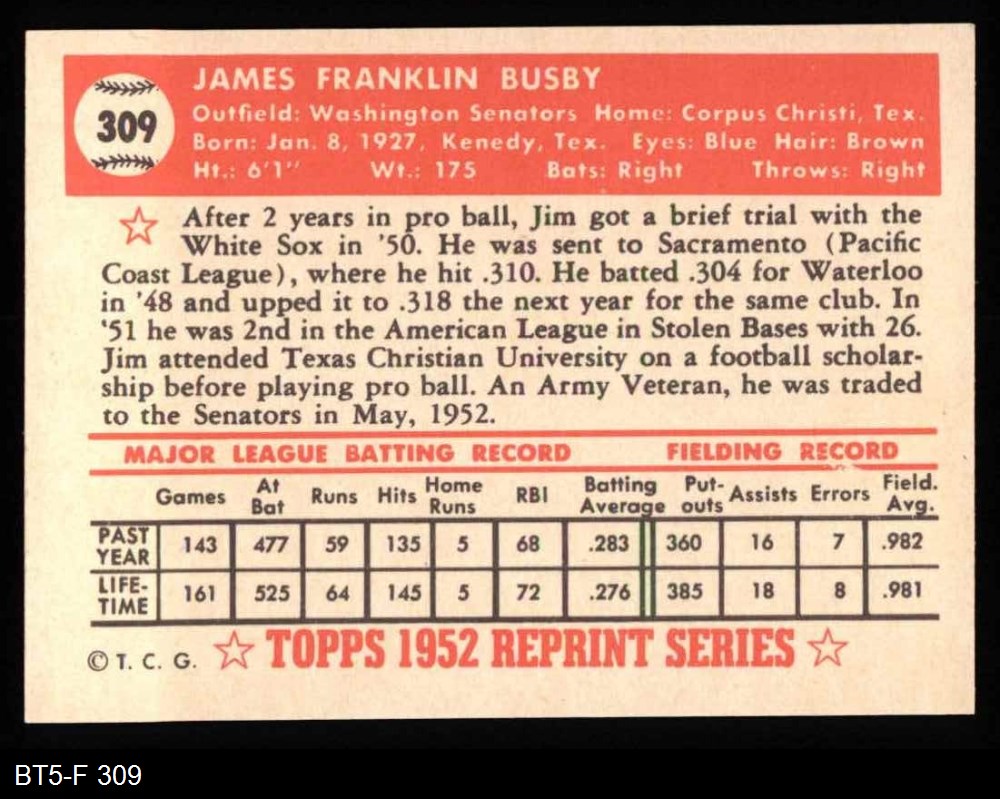 309
JAMES FRANKLIN BUSBY
Outfield: Washington Senators Home: Corpus Christi, Tex.
Born: Jan. 8, 1927, Kenedy, Tex. Eyes: Blue Hair: Brown
Ht.: 6'1" Wt.: 175 Bats: Right Throws: Right
☆ After 2 years in pro ball, Jim got a brief trial with the
White Sox in '50. He was sent to Sacramento (Pacific
Coast League), where he hit .310. He batted .304 for Waterloo
in '48 and upped it to .318 the next year for the same club. In
'51 he was 2nd in the American League in Stolen Bases with 26.
Jim attended Texas Christian University on a football scholar-
ship before playing pro ball. An Army Veteran, he was traded
to the Senators in May, 1952.
MAJOR LEAGUE BATTING RECORD FIELDING RECORD
Games At Bat Runs Hits Home Runs RBI Batting Average Put-outs Assists Errors Field. Avg.
PAST YEAR 143 477 59 135 5 68 .283 360 16 7 .982
LIFE-TIME 161 525 64 145 5 72 .276 385 18 8 .981
© T. C. G. ☆ TOPPS 1952 REPRINT SERIES ☆
BT5-F 309